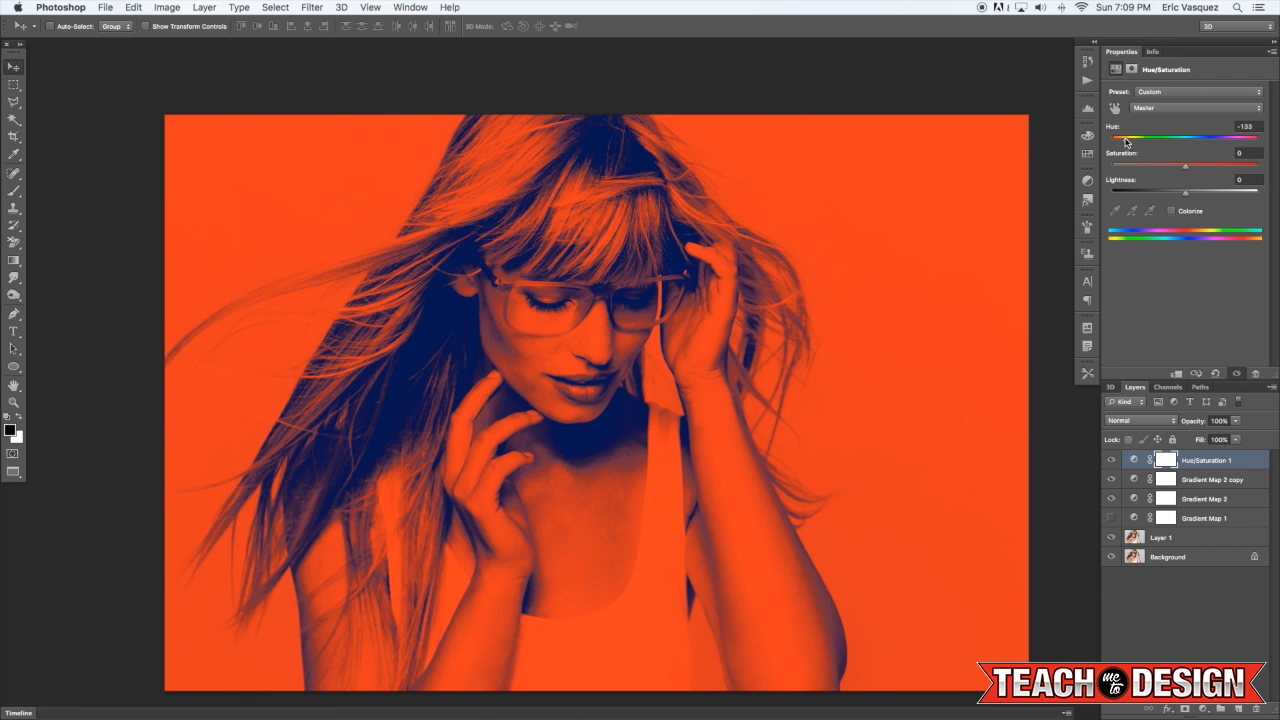 Photoshop File Edit Image Layer Type Select Filter 3D View Window Help
Sun 7:09 PM Eric Vasquez
Auto-Select: Group Show Transform Controls 3D Mode: 3D
Properties Info
Hue/Saturation
Preset: Custom
Master
Hue: -133
Saturation: 0
Lightness: 0
Colorize
3D Layers Channels Paths
Kind
Normal Opacity: 100%
Lock: Fill: 100%
Hue/Saturation 1
Gradient Map 2 copy
Gradient Map 2
Gradient Map 1
Layer 1
Background
TEACH me to DESIGN
Timeline